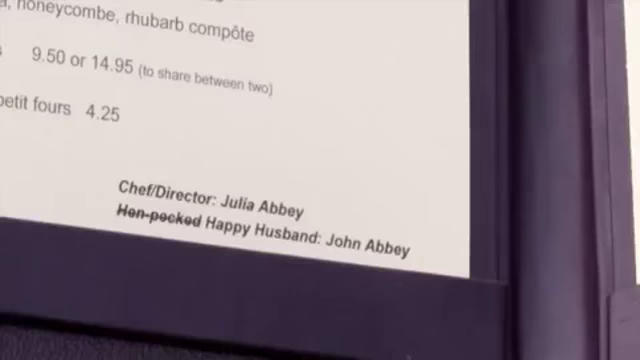 honeycombe, rhubarb compôte
9.50 or 14.95 (to share between two)
petit fours 4.25
Chef/Director: Julia Abbey
Hen-pecked Happy Husband: John Abbey